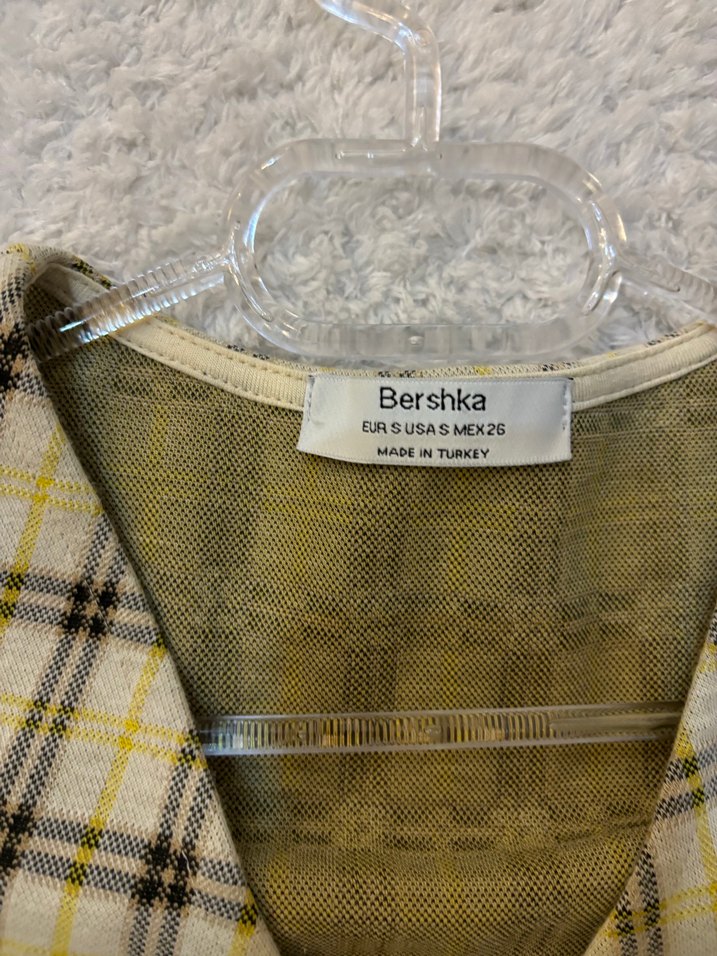 Bershka
EUR S USA S MEX 26
MADE IN TURKEY